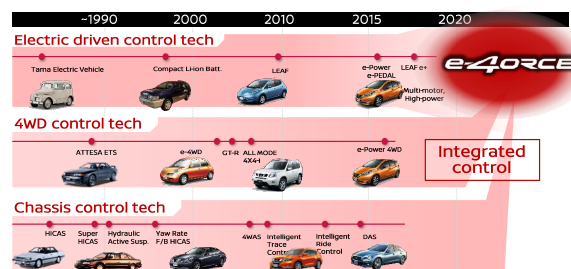 ~1990 2000 2010 2015 2020
Electric driven control tech
Tama Electric Vehicle
Compact Li-ion Batt.
LEAF
e-Power
e-PEDAL
LEAF e+
Multi-motor,
High-power
e-4ORCE
4WD control tech
ATTESA ETS
e-4WD
GT-R
ALL MODE
4X4-i
e-Power 4WD
Integrated
control
Chassis control tech
HICAS
Super
HICAS
Hydraulic
Active Susp.
Yaw Rate
F/B HICAS
4WAS
Intelligent
Trace
Control
Intelligent
Ride
Control
DAS